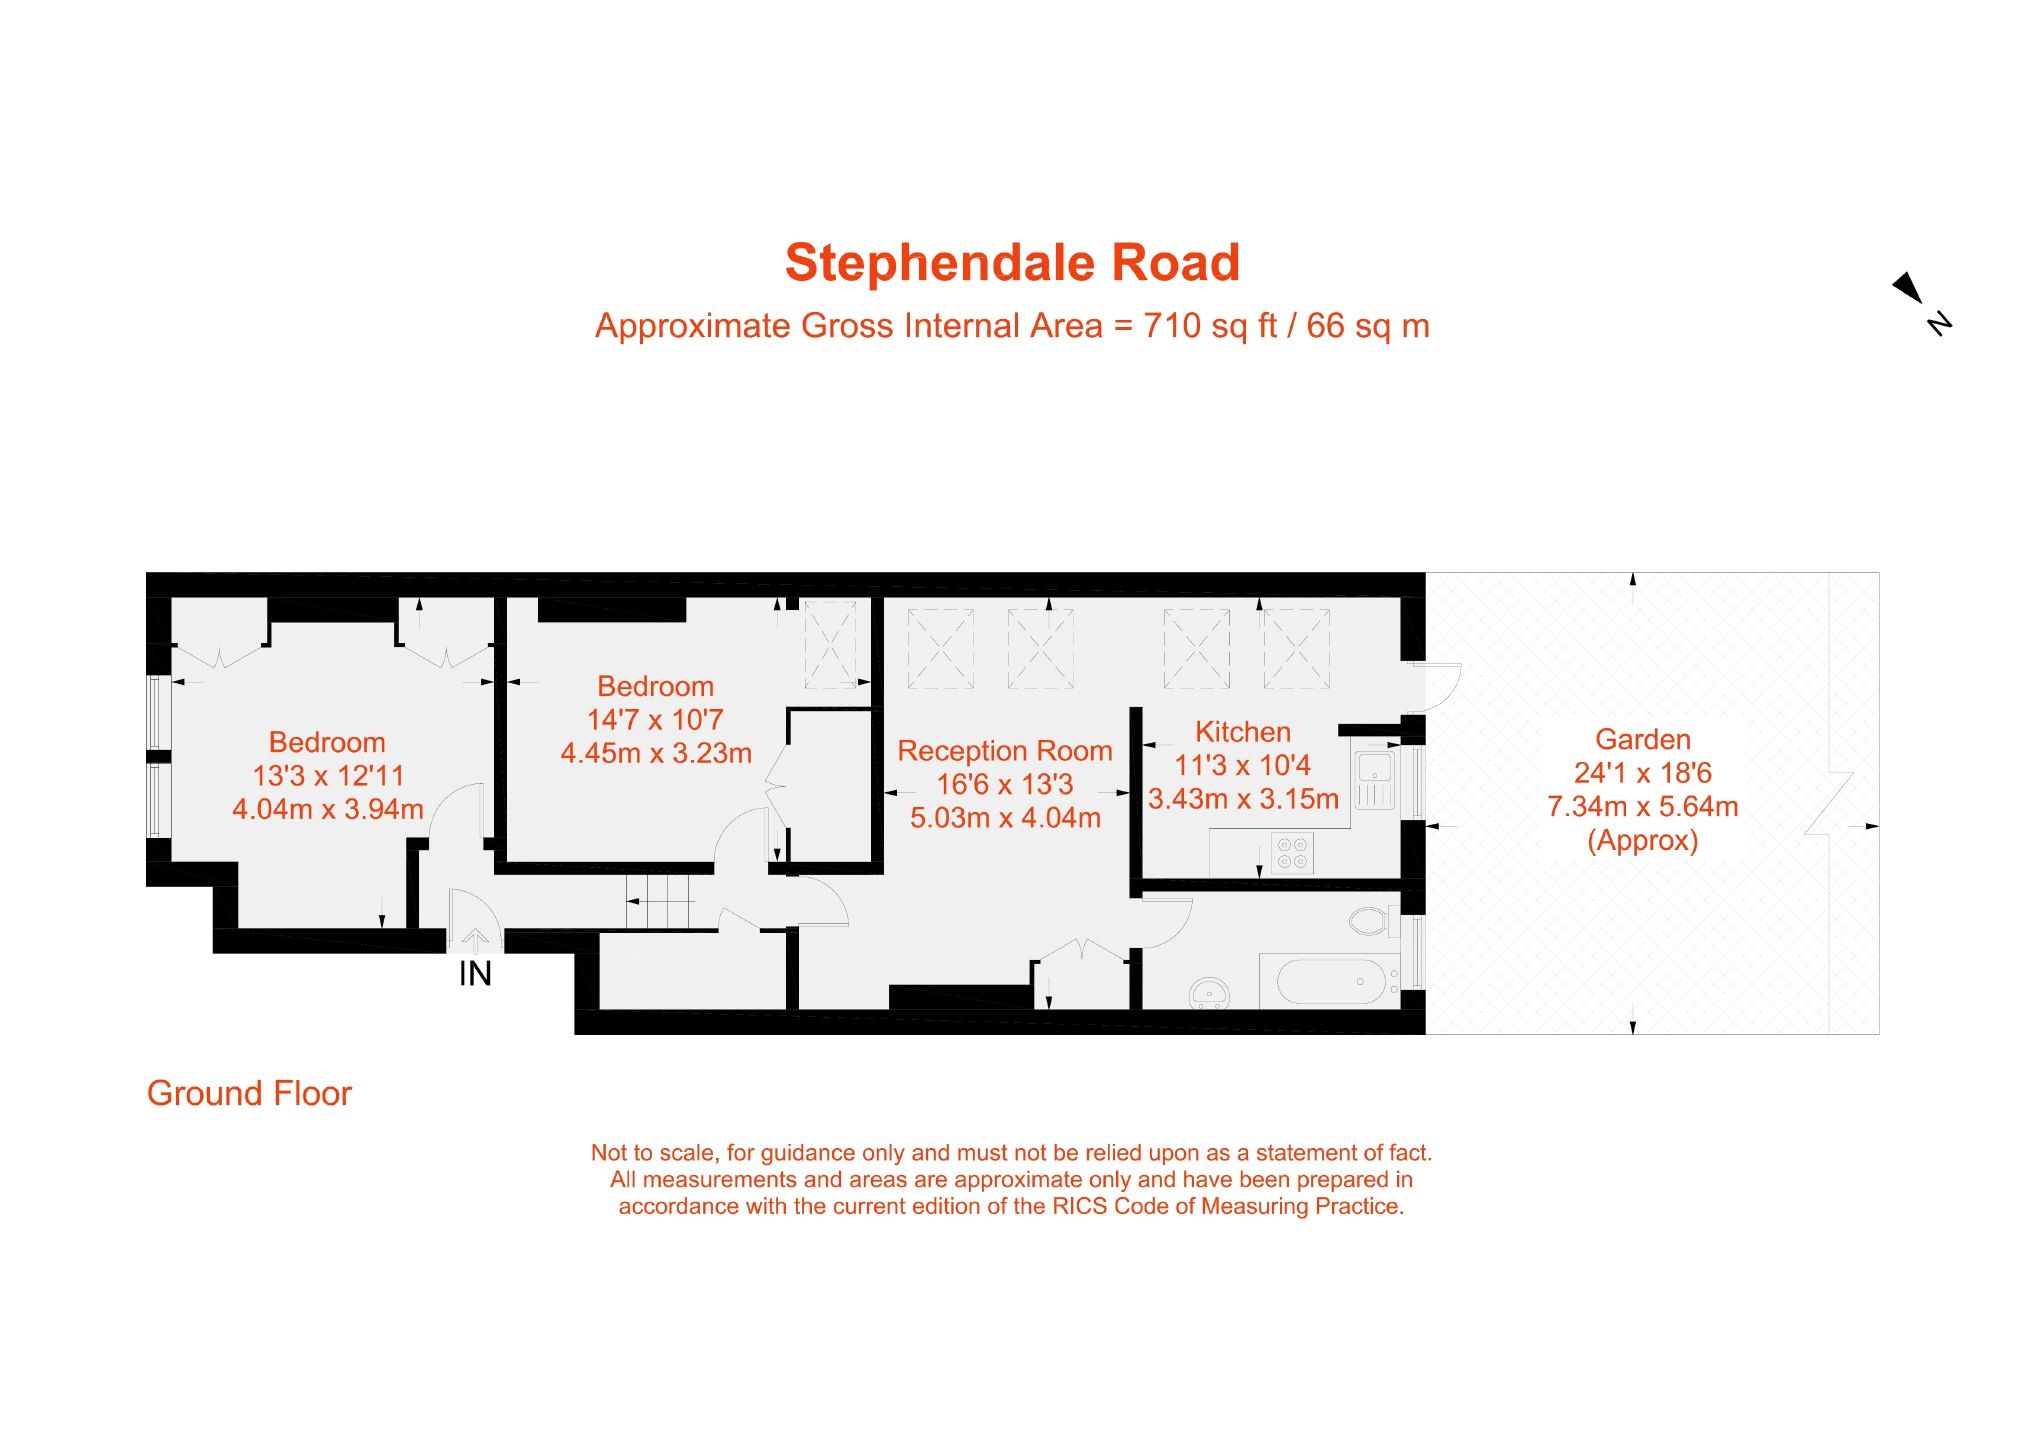 Stephendale Road
Approximate Gross Internal Area = 710 sq ft / 66 sq m
N
Bedroom
13'3 x 12'11
4.04m x 3.94m
Bedroom
14'7 x 10'7
4.45m x 3.23m
Reception Room
16'6 x 13'3
5.03m x 4.04m
Kitchen
11'3 x 10'4
3.43m x 3.15m
Garden
24'1 x 18'6
7.34m x 5.64m
(Approx)
IN
Ground Floor
Not to scale, for guidance only and must not be relied upon as a statement of fact.
All measurements and areas are approximate only and have been prepared in
accordance with the current edition of the RICS Code of Measuring Practice.